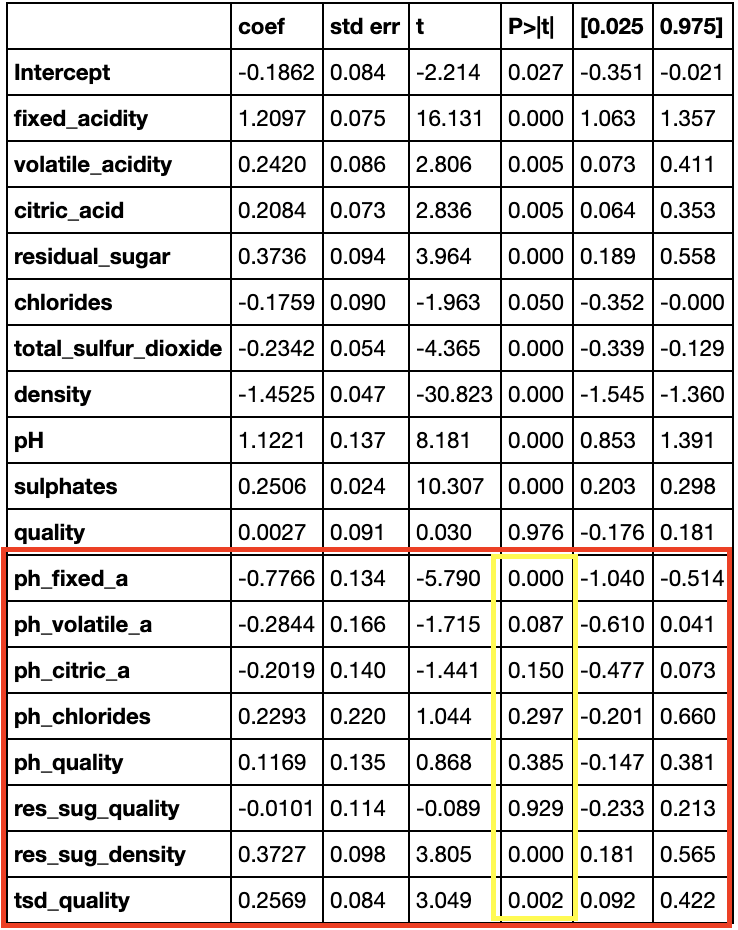 coef std err t P>|t| [0.025 0.975]
Intercept -0.1862 0.084 -2.214 0.027 -0.351 -0.021
fixed_acidity 1.2097 0.075 16.131 0.000 1.063 1.357
volatile_acidity 0.2420 0.086 2.806 0.005 0.073 0.411
citric_acid 0.2084 0.073 2.836 0.005 0.064 0.353
residual_sugar 0.3736 0.094 3.964 0.000 0.189 0.558
chlorides -0.1759 0.090 -1.963 0.050 -0.352 -0.000
total_sulfur_dioxide -0.2342 0.054 -4.365 0.000 -0.339 -0.129
density -1.4525 0.047 -30.823 0.000 -1.545 -1.360
pH 1.1221 0.137 8.181 0.000 0.853 1.391
sulphates 0.2506 0.024 10.307 0.000 0.203 0.298
quality 0.0027 0.091 0.030 0.976 -0.176 0.181
ph_fixed_a -0.7766 0.134 -5.790 0.000 -1.040 -0.514
ph_volatile_a -0.2844 0.166 -1.715 0.087 -0.610 0.041
ph_citric_a -0.2019 0.140 -1.441 0.150 -0.477 0.073
ph_chlorides 0.2293 0.220 1.044 0.297 -0.201 0.660
ph_quality 0.1169 0.135 0.868 0.385 -0.147 0.381
res_sug_quality -0.0101 0.114 -0.089 0.929 -0.233 0.213
res_sug_density 0.3727 0.098 3.805 0.000 0.181 0.565
tsd_quality 0.2569 0.084 3.049 0.002 0.092 0.422